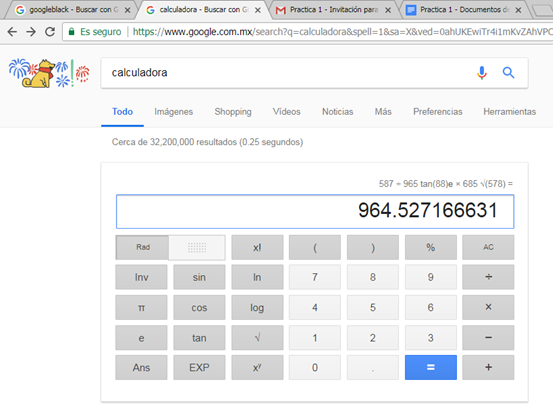 googleblack - Buscar con G
calculadora - Buscar con G
Practica 1 - Invitación para
Practica 1 - Documentos de
Es seguro | https://www.google.com.mx/search?q=calculadora&spell=1&sa=X&ved=0ahUKEwiTr4i1mKvZAhVPC
calculadora
Todo Imágenes Shopping Vídeos Noticias Más Preferencias Herramientas
Cerca de 32,200,000 resultados (0.25 segundos)
587 ÷ 965 tan(88)e × 685 √(578) =
964.527166631
Rad x! ( ) % AC
Inv sin ln 7 8 9 ÷
π cos log 4 5 6 ×
e tan √ 1 2 3 −
Ans EXP xʸ 0 . = +